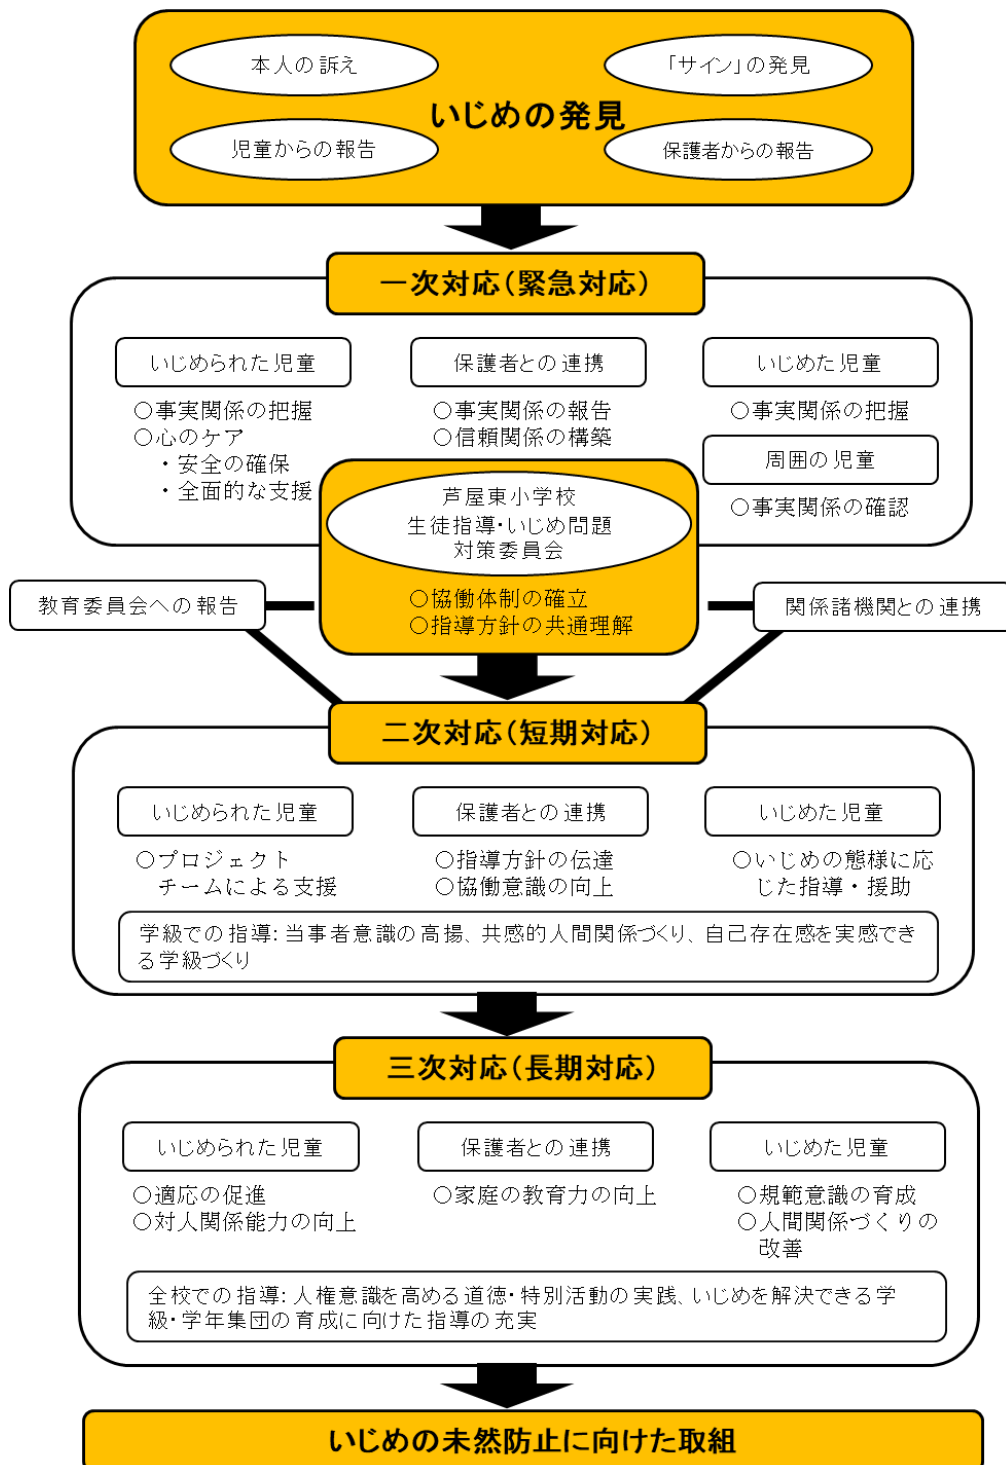 本人の訴え
「サイン」の発見
いじめの発見
児童からの報告
保護者からの報告
一次対応(緊急対応)
いじめられた児童
○事実関係の把握
○心のケア
・安全の確保
・全面的な支援
保護者との連携
○事実関係の報告
○信頼関係の構築
いじめた児童
○事実関係の把握
周囲の児童
○事実関係の確認
芦屋東小学校
生徒指導・いじめ問題
対策委員会
○協働体制の確立
○指導方針の共通理解
教育委員会への報告
関係諸機関との連携
二次対応(短期対応)
いじめられた児童
○プロジェクト
チームによる支援
保護者との連携
○指導方針の伝達
○協働意識の向上
いじめた児童
○いじめの態様に応
じた指導・援助
学級での指導:当事者意識の高揚、共感的人間関係づくり、自己存在感を実感でき
る学級づくり
三次対応(長期対応)
いじめられた児童
○適応の促進
○対人関係能力の向上
保護者との連携
○家庭の教育力の向上
いじめた児童
○規範意識の育成
○人間関係づくりの
改善
全校での指導:人権意識を高める道徳・特別活動の実践、いじめを解決できる学
級・学年集団の育成に向けた指導の充実
いじめの未然防止に向けた取組